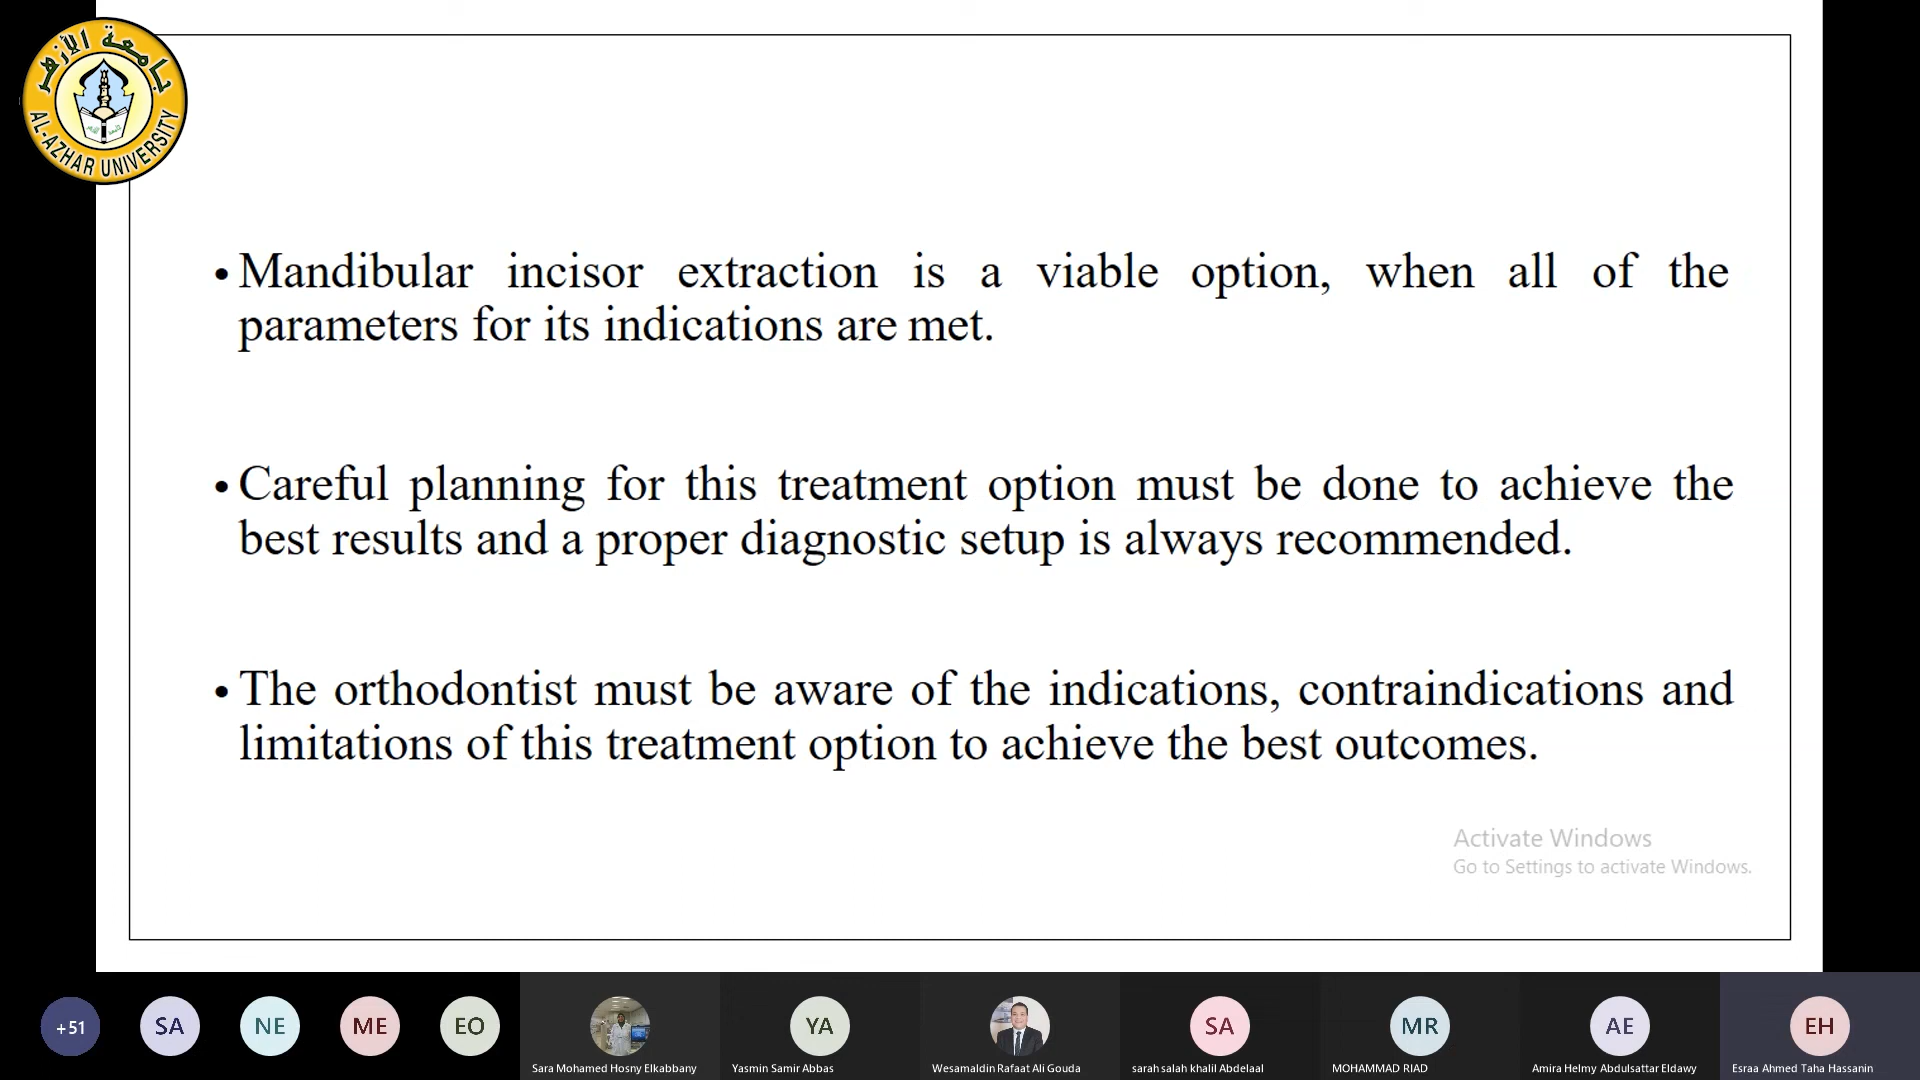 جامعة الأزهر
AL-AZHAR UNIVERSITY
• Mandibular incisor extraction is a viable option, when all of the
parameters for its indications are met.
• Careful planning for this treatment option must be done to achieve the
best results and a proper diagnostic setup is always recommended.
• The orthodontist must be aware of the indications, contraindications and
limitations of this treatment option to achieve the best outcomes.
Activate Windows
Go to Settings to activate Windows.
+51
SA
NE
ME
EO
YA
SA
MR
AE
EH
Sara Mohamed Hosny Elkabbany
Yasmin Samir Abbas
Wesamaldin Rafaat Ali Gouda
sarah salah khalil Abdelaal
MOHAMMAD RIAD
Amira Helmy Abdulsattar Eldawy
Esraa Ahmed Taha Hassanin